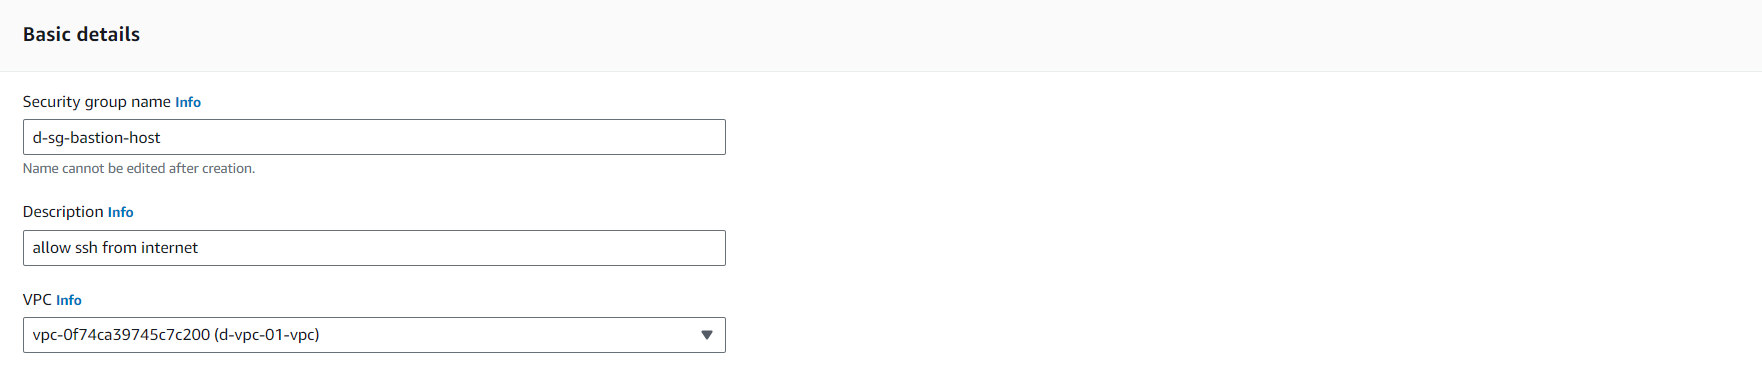 Basic details
Security group name Info
d-sg-bastion-host
Name cannot be edited after creation.
Description Info
allow ssh from internet
VPC Info
vpc-0f74ca39745c7c200 (d-vpc-01-vpc)